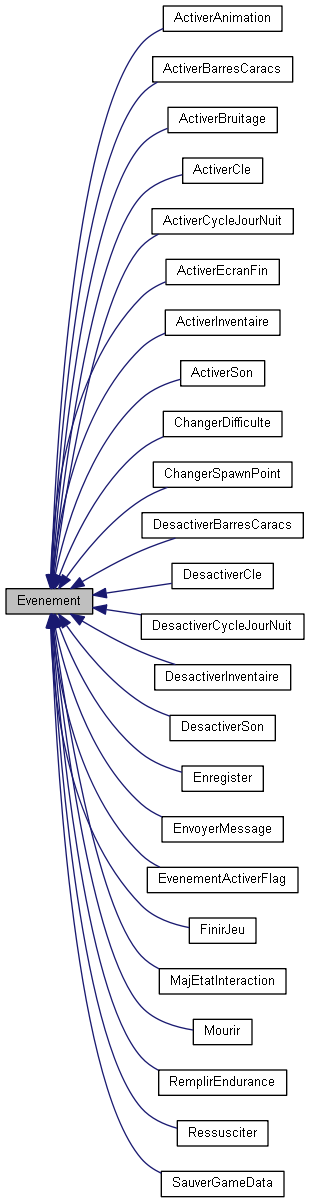 ActiverAnimation
ActiverBarresCaracs
ActiverBruitage
ActiverCle
ActiverCycleJourNuit
ActiverEcranFin
ActiverInventaire
ActiverSon
ChangerDifficulte
ChangerSpawnPoint
DesactiverBarresCaracs
DesactiverCle
Evenement
DesactiverCycleJourNuit
DesactiverInventaire
DesactiverSon
Enregister
EnvoyerMessage
EvenementActiverFlag
FinirJeu
MajEtatInteraction
Mourir
RemplirEndurance
Ressusciter
SauverGameData